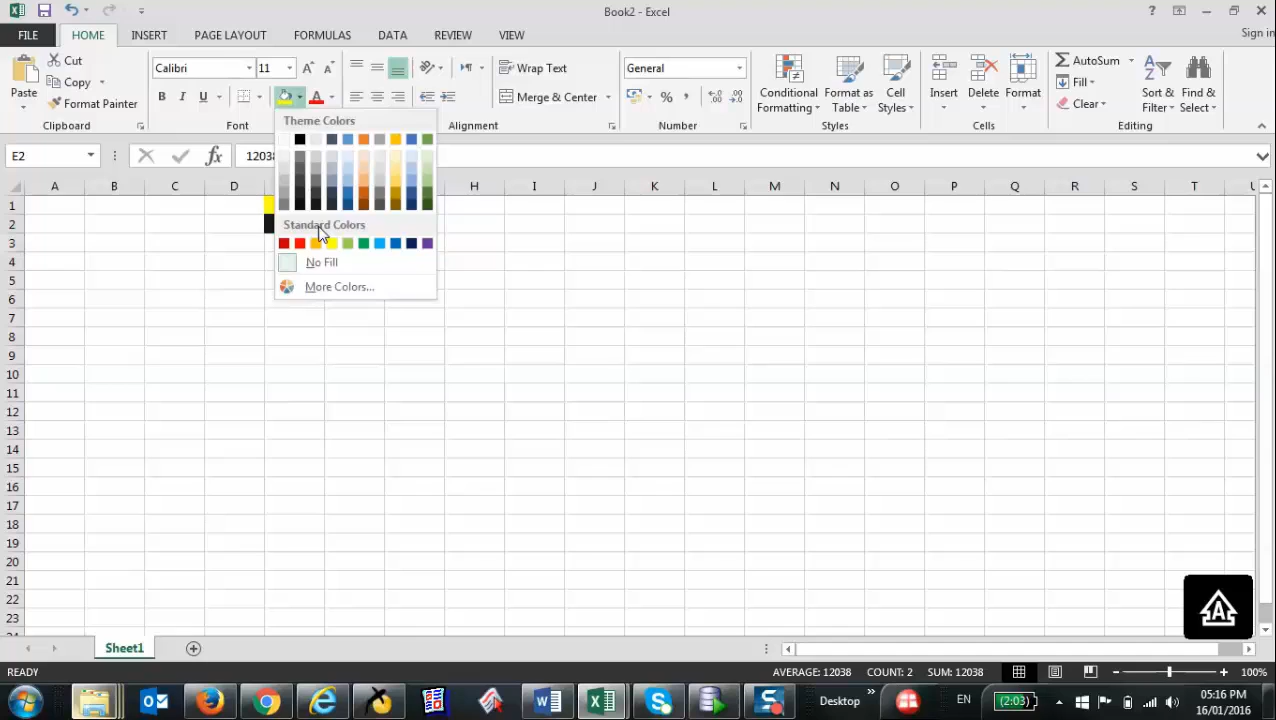 Book2 - Excel
?
FILE HOME INSERT PAGE LAYOUT FORMULAS DATA REVIEW VIEW
Sign in
Paste
Cut
Copy
Format Painter
Clipboard
Calibri 11
B I U
Font
Wrap Text
Merge & Center
Alignment
General
%
Number
Conditional Formatting
Format as Table
Cell Styles
Styles
Insert Delete Format
Cells
AutoSum
Fill
Clear
Sort & Filter
Find & Select
Editing
Theme Colors
Standard Colors
No Fill
More Colors...
E2
fx
12038
A B C D H I J K L M N O P Q R S T U
1
2
3
4
5
6
7
8
9
10
11
12
13
14
15
16
17
18
19
20
21
22
23
24
A
Sheet1
READY AVERAGE: 12038 COUNT: 2 SUM: 12038 100%
Desktop EN (2:03) 05:16 PM
16/01/2016